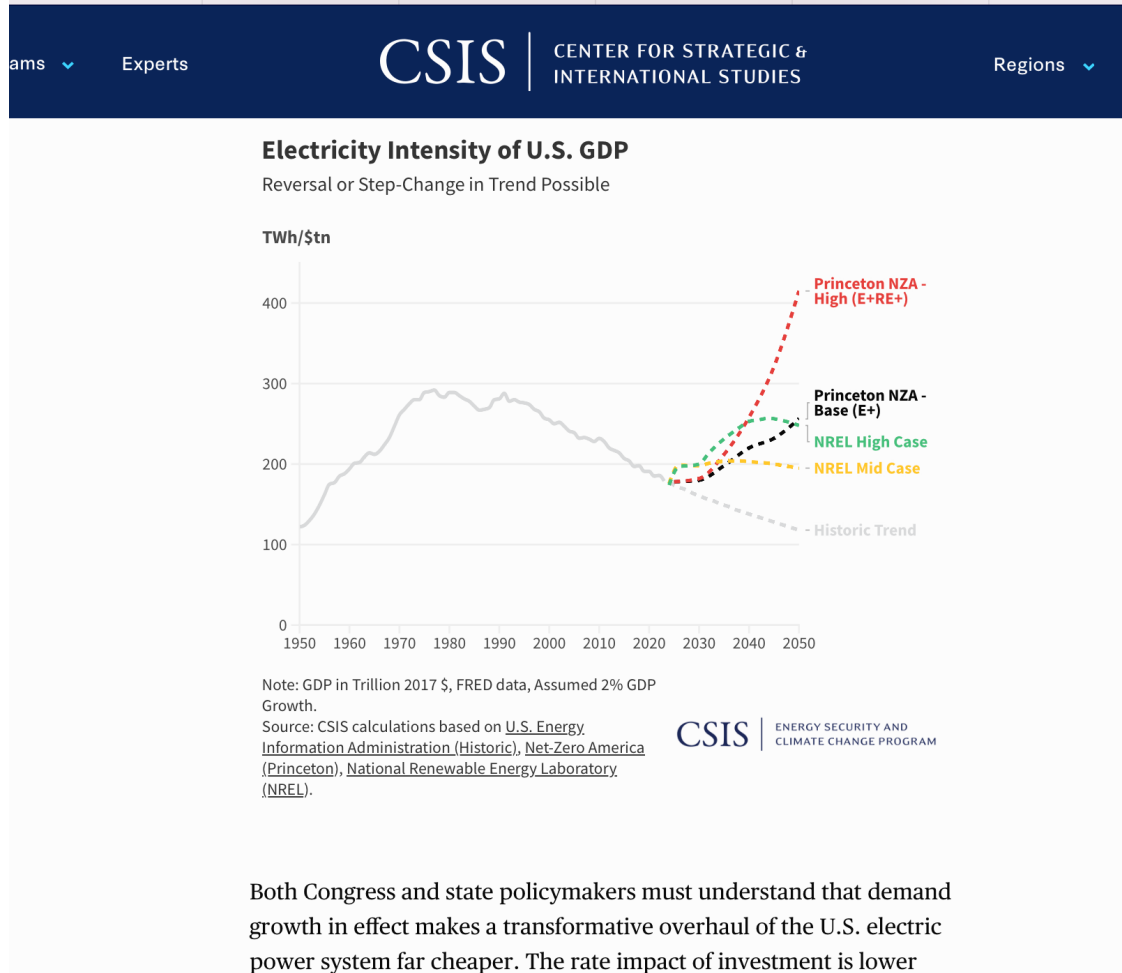 ams
Experts
CSIS
CENTER FOR STRATEGIC &
INTERNATIONAL STUDIES
Regions
Electricity Intensity of U.S. GDP
Reversal or Step-Change in Trend Possible
TWh/$tn
400
300
200
100
0
1950 1960 1970 1980 1990 2000 2010 2020 2030 2040 2050
Princeton NZA -
High (E+RE+)
Princeton NZA -
Base (E+)
NREL High Case
NREL Mid Case
Historic Trend
Note: GDP in Trillion 2017 $, FRED data, Assumed 2% GDP
Growth.
Source: CSIS calculations based on U.S. Energy
Information Administration (Historic), Net-Zero America
(Princeton), National Renewable Energy Laboratory
(NREL).
CSIS
ENERGY SECURITY AND
CLIMATE CHANGE PROGRAM
Both Congress and state policymakers must understand that demand
growth in effect makes a transformative overhaul of the U.S. electric
power system far cheaper. The rate impact of investment is lower